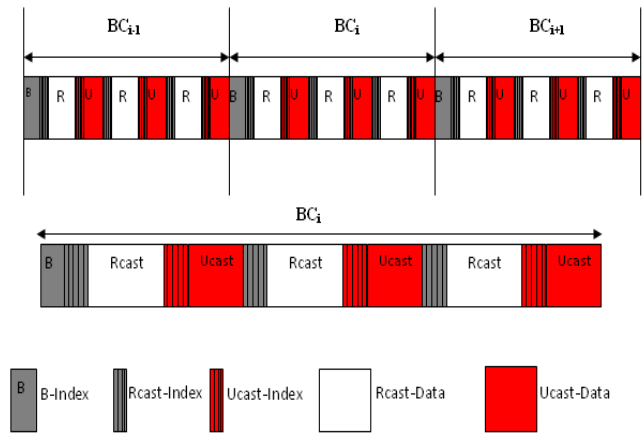 BCi-1 BCi BCi+1
B R U R U R U B R U R U R U B R U R U R U
BCi
B Rcast Ucast Rcast Ucast Rcast Ucast
B B-Index Rcast-Index Ucast-Index Rcast-Data Ucast-Data